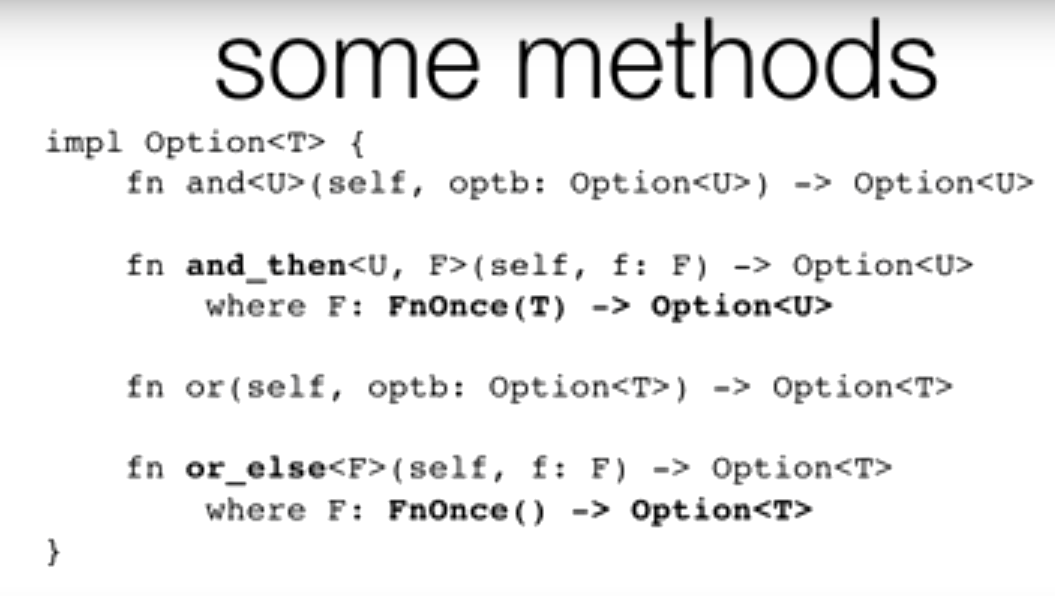 some methods
impl Option<T> {
    fn and<U>(self, optb: Option<U>) -> Option<U>
    fn and_then<U, F>(self, f: F) -> Option<U>
        where F: FnOnce(T) -> Option<U>
    fn or(self, optb: Option<T>) -> Option<T>
    fn or_else<F>(self, f: F) -> Option<T>
        where F: FnOnce() -> Option<T>
}